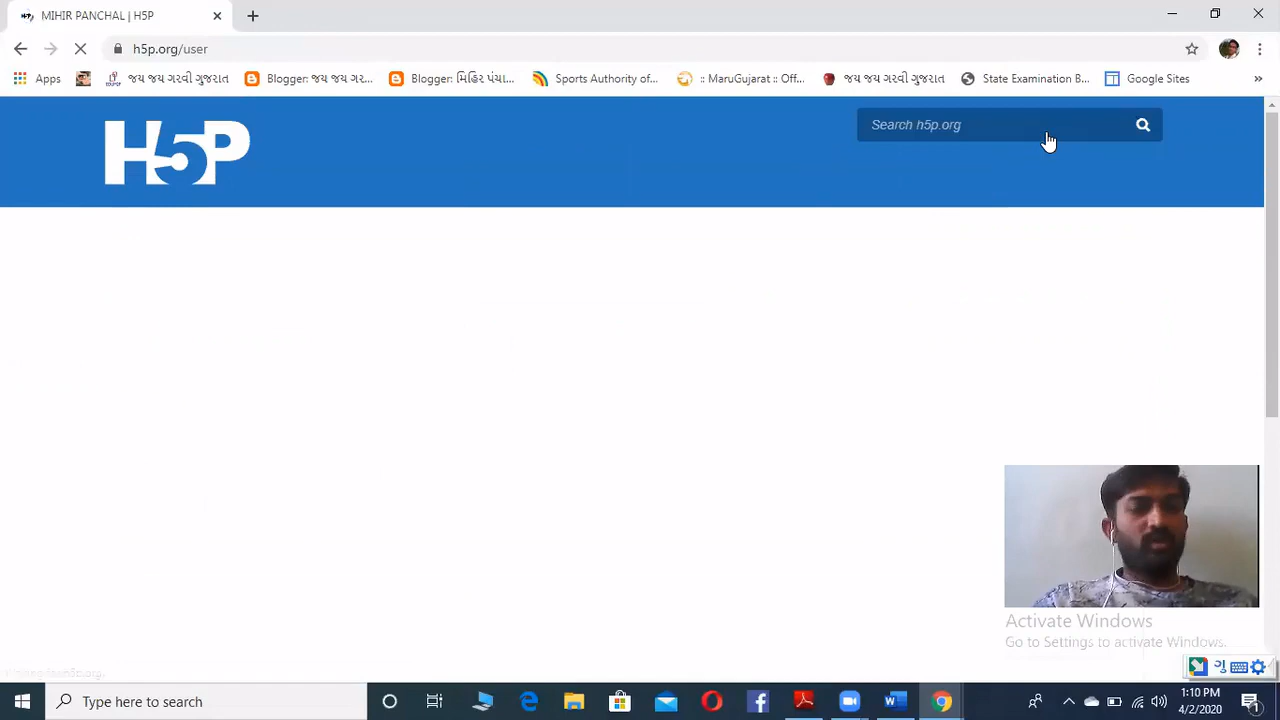 MIHIR PANCHAL | H5P
h5p.org/user
Apps
જય જય ગરવી ગુજરાત
Blogger: જય જય ગર...
Blogger: મિહિર પંચા...
Sports Authority of...
:: MaruGujarat :: Off...
જય જય ગરવી ગુજરાત
State Examination B...
Google Sites
H5P
Search h5p.org
Activate Windows
Go to Settings to activate Windows.
Type here to search
1:10 PM
4/2/2020